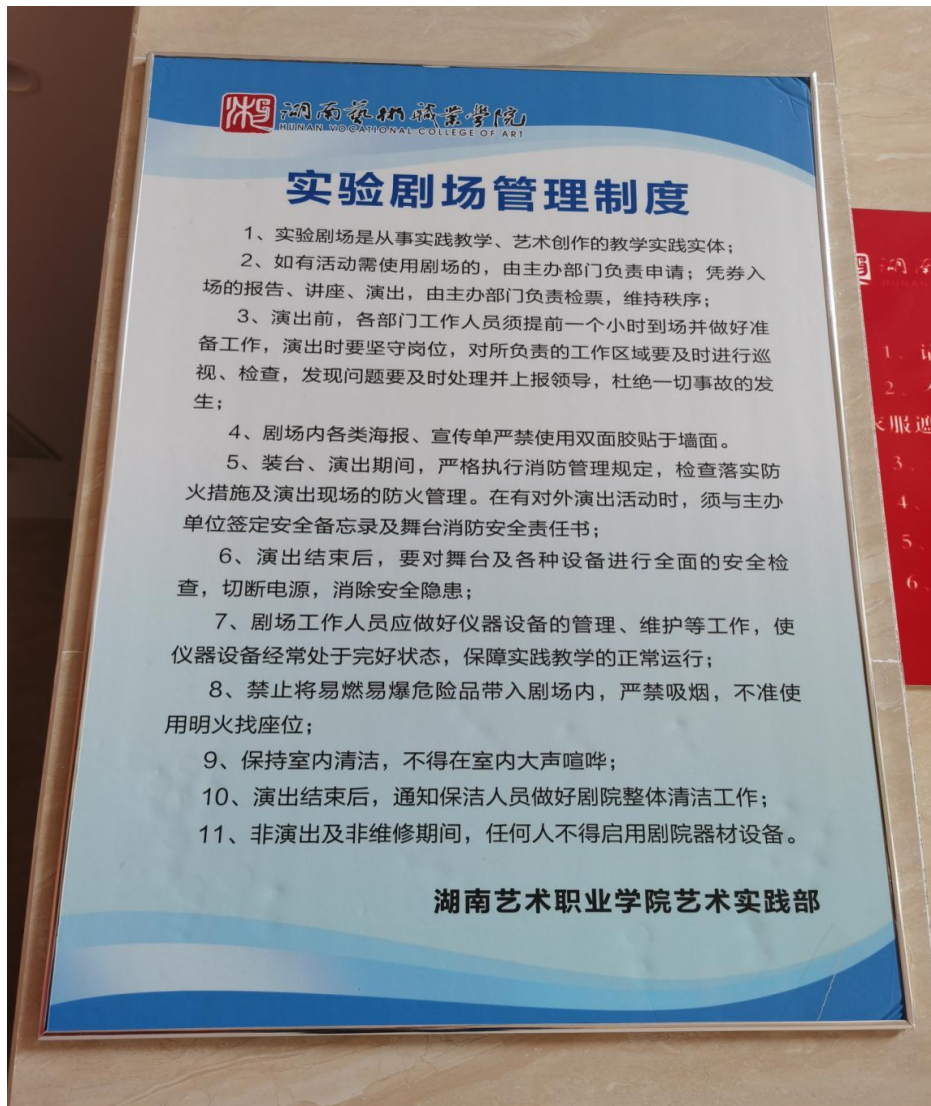 湘 湖南藝術職業學院
HUNAN VOCATIONAL COLLEGE OF ART
实验剧场管理制度
1、实验剧场是从事实践教学、艺术创作的教学实践实体；
2、如有活动需使用剧场的，由主办部门负责申请；凭券入
场的报告、讲座、演出，由主办部门负责检票，维持秩序；
3、演出前，各部门工作人员须提前一个小时到场并做好准
备工作，演出时要坚守岗位，对所负责的工作区域要及时进行巡
视、检查，发现问题要及时处理并上报领导，杜绝一切事故的发
生；
4、剧场内各类海报、宣传单严禁使用双面胶贴于墙面。
5、装台、演出期间，严格执行消防管理规定，检查落实防
火措施及演出现场的防火管理。在有对外演出活动时，须与主办
单位签定安全备忘录及舞台消防安全责任书；
6、演出结束后，要对舞台及各种设备进行全面的安全检
查，切断电源，消除安全隐患；
7、剧场工作人员应做好仪器设备的管理、维护等工作，使
仪器设备经常处于完好状态，保障实践教学的正常运行；
8、禁止将易燃易爆危险品带入剧场内，严禁吸烟，不准使
用明火找座位；
9、保持室内清洁，不得在室内大声喧哗；
10、演出结束后，通知保洁人员做好剧院整体清洁工作；
11、非演出及非维修期间，任何人不得启用剧院器材设备。
湖南艺术职业学院艺术实践部
湖南
HUNAN
1、
2、
衣服遮
3、
4、
5、
6、